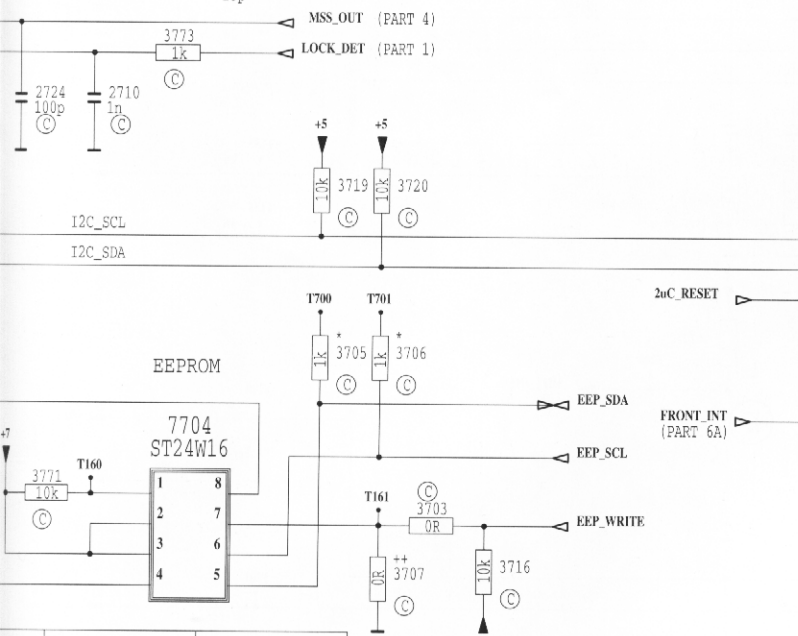 MSS_OUT (PART 4)
3773
1k
LOCK_DET (PART 1)
C
2724
100p
C
2710
1n
C
+5
+5
10k
3719
C
10k
3720
C
I2C_SCL
I2C_SDA
T700
T701
2uC_RESET
1k
*
3705
C
1k
*
3706
C
EEPROM
EEP_SDA
FRONT_INT
(PART 6A)
7704
ST24W16
+7
EEP_SCL
T160
3771
10k
C
1
8
2
7
3
6
4
5
T161
C
3703
0R
EEP_WRITE
0R
++
3707
C
10k
3716
C